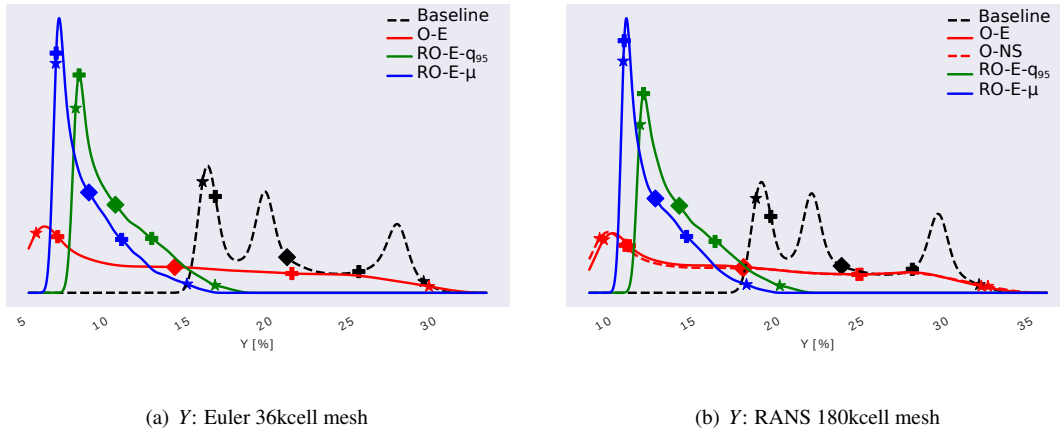 Baseline
O-E
RO-E-q₉₅
RO-E-μ
5 10 15 20 25 30
Y [%]
Baseline
O-E
O-NS
RO-E-q₉₅
RO-E-μ
10 15 20 25 30 35
Y [%]
(a) Y: Euler 36kcell mesh
(b) Y: RANS 180kcell mesh